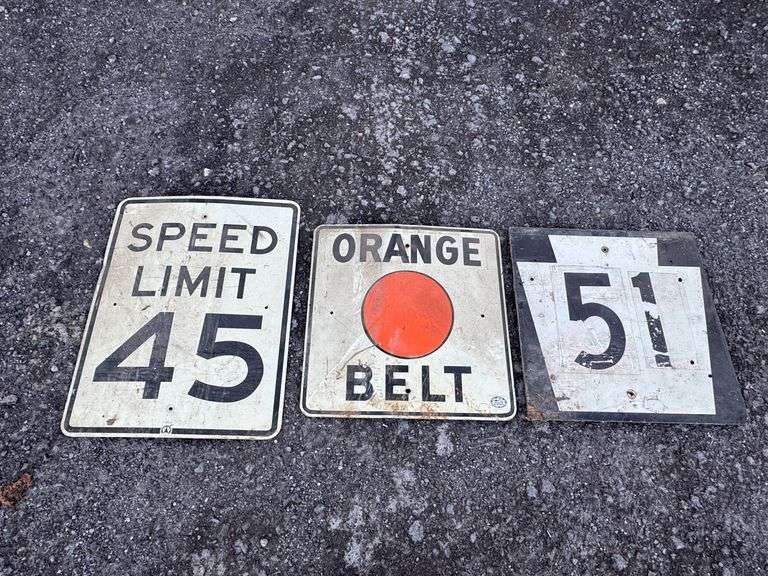 SPEED
LIMIT
45
ORANGE
BELT
51